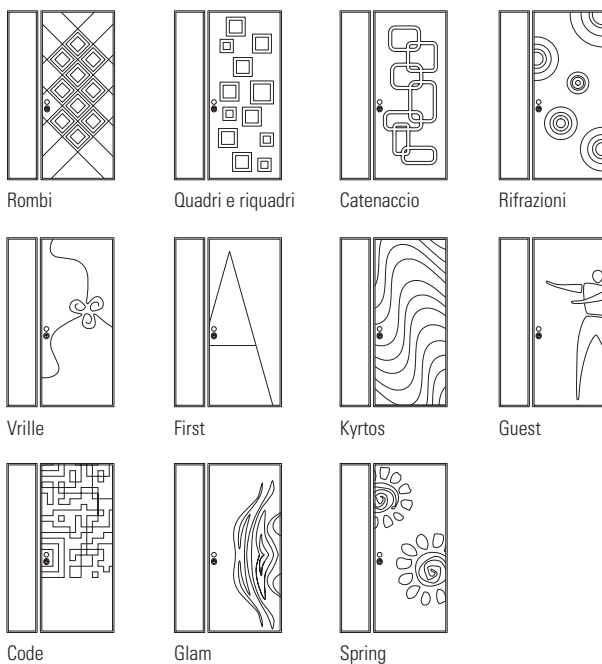 Rombi
Quadri e riquadri
Catenaccio
Rifrazioni
Vrille
First
Kyrtos
Guest
Code
Glam
Spring